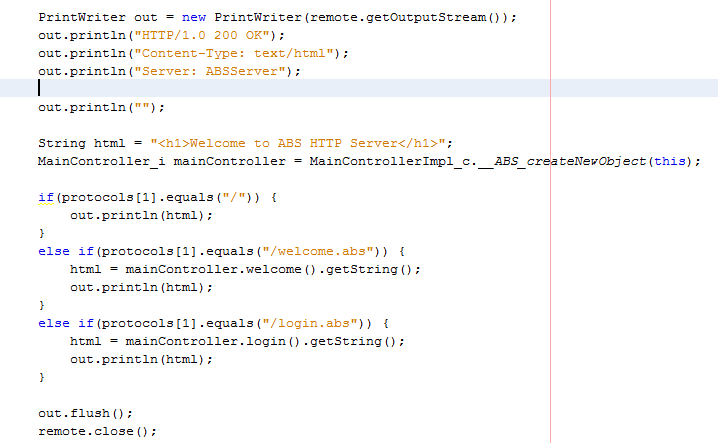 PrintWriter out = new PrintWriter(remote.getOutputStream());
out.println("HTTP/1.0 200 OK");
out.println("Content-Type: text/html");
out.println("Server: ABSServer");
out.println("");
String html = "<h1>Welcome to ABS HTTP Server</h1>";
MainController_i mainController = MainControllerImpl_c.__ABS_createNewObject(this);
if(protocols[1].equals("/")) {
    out.println(html);
}
else if(protocols[1].equals("/welcome.abs")) {
    html = mainController.welcome().getString();
    out.println(html);
}
else if(protocols[1].equals("/login.abs")) {
    html = mainController.login().getString();
    out.println(html);
}
out.flush();
remote.close();